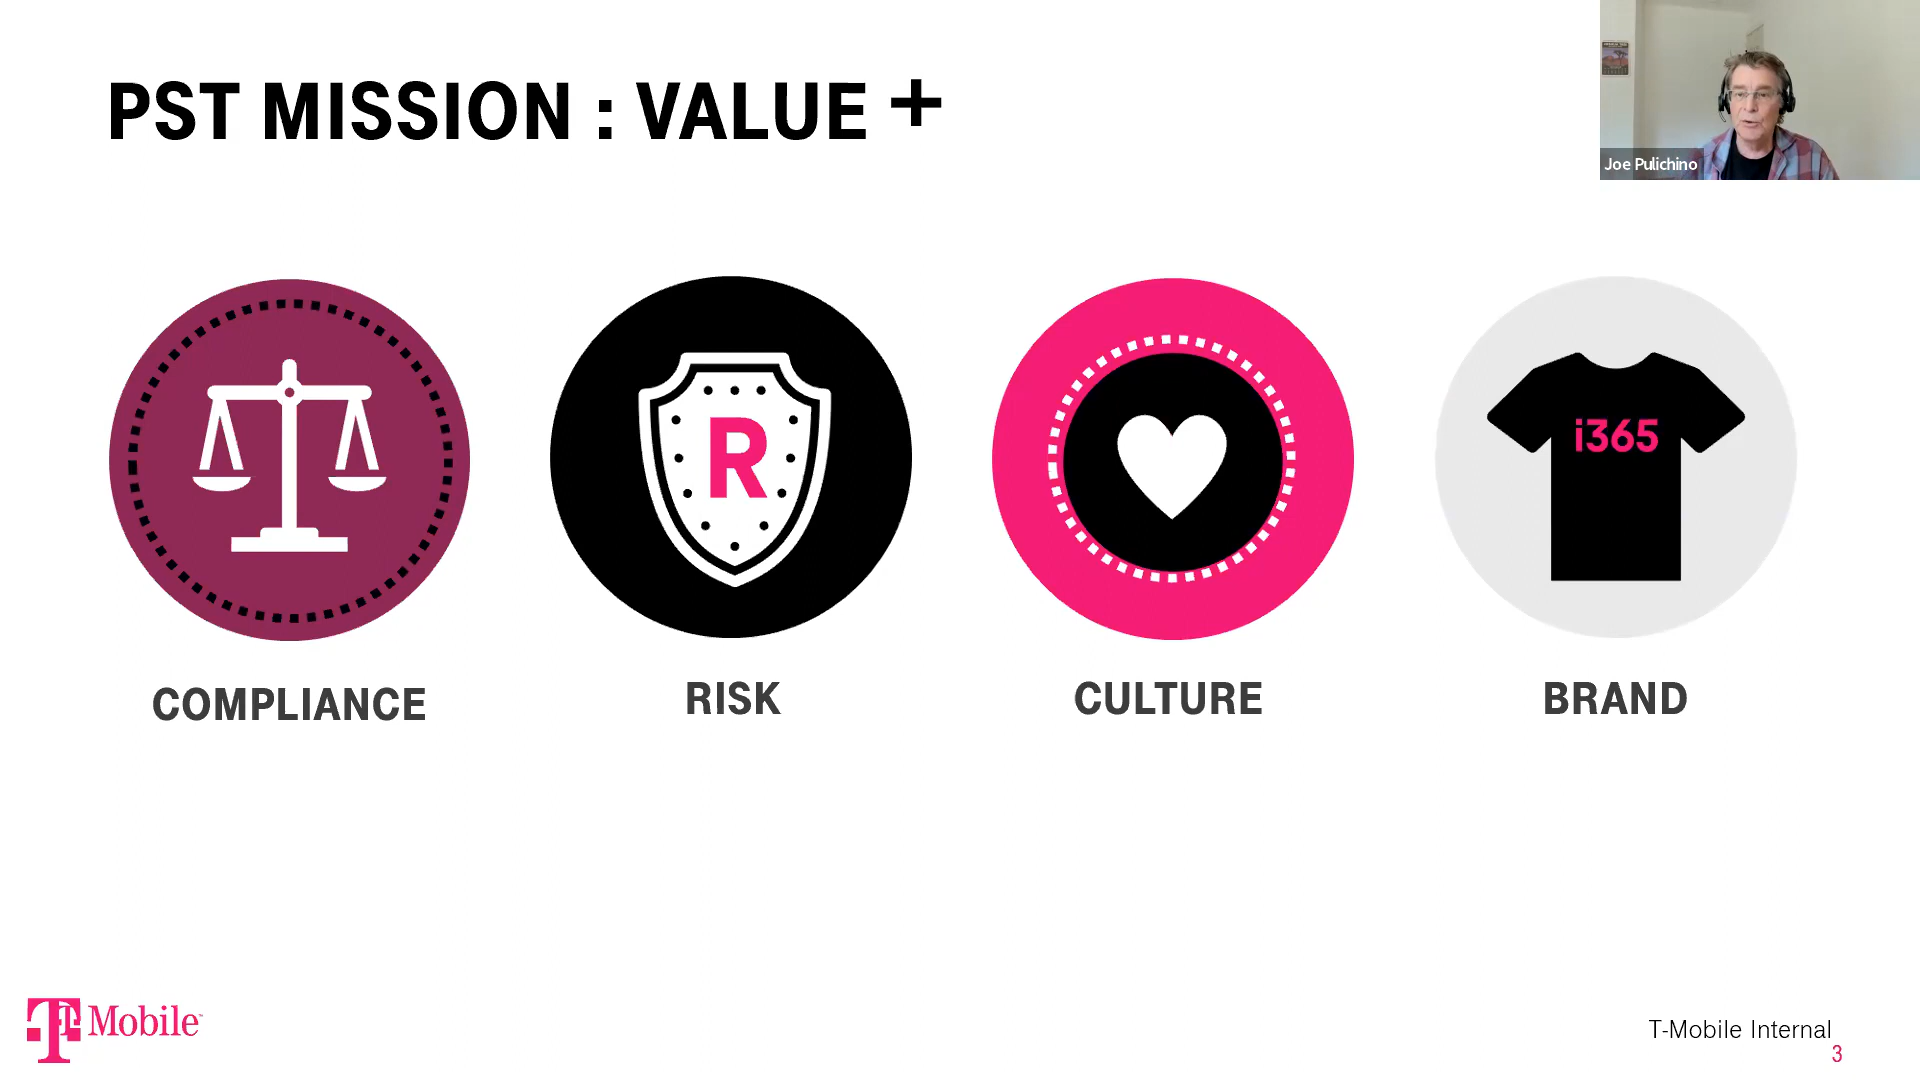 PST MISSION : VALUE +
Joe Pulichino
R
i365
COMPLIANCE
RISK
CULTURE
BRAND
T Mobile
T-Mobile Internal
3